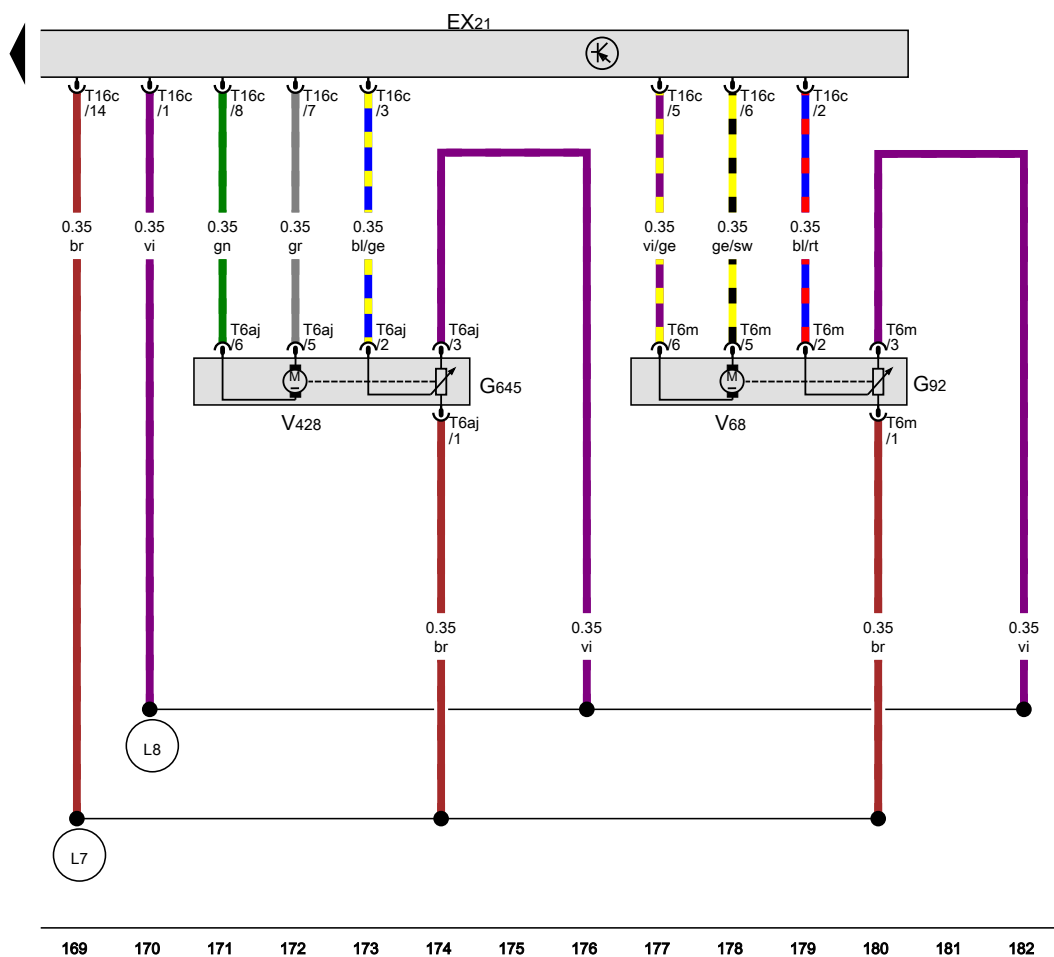 EX21
T16c T16c T16c T16c T16c T16c T16c T16c
/14 /1 /8 /7 /3 /5 /6 /2
0.35 0.35 0.35 0.35 0.35 0.35 0.35 0.35
br vi gn gr bl/ge vi/ge ge/sw bl/rt
T6aj T6aj T6aj T6aj T6m T6m T6m T6m
/6 /5 /2 /3 /6 /5 /2 /3
M M
G645 G92
V428 V68
T6aj T6m
/1 /1
0.35 0.35 0.35 0.35
br vi br vi
L8
L7
169 170 171 172 173 174 175 176 177 178 179 180 181 182